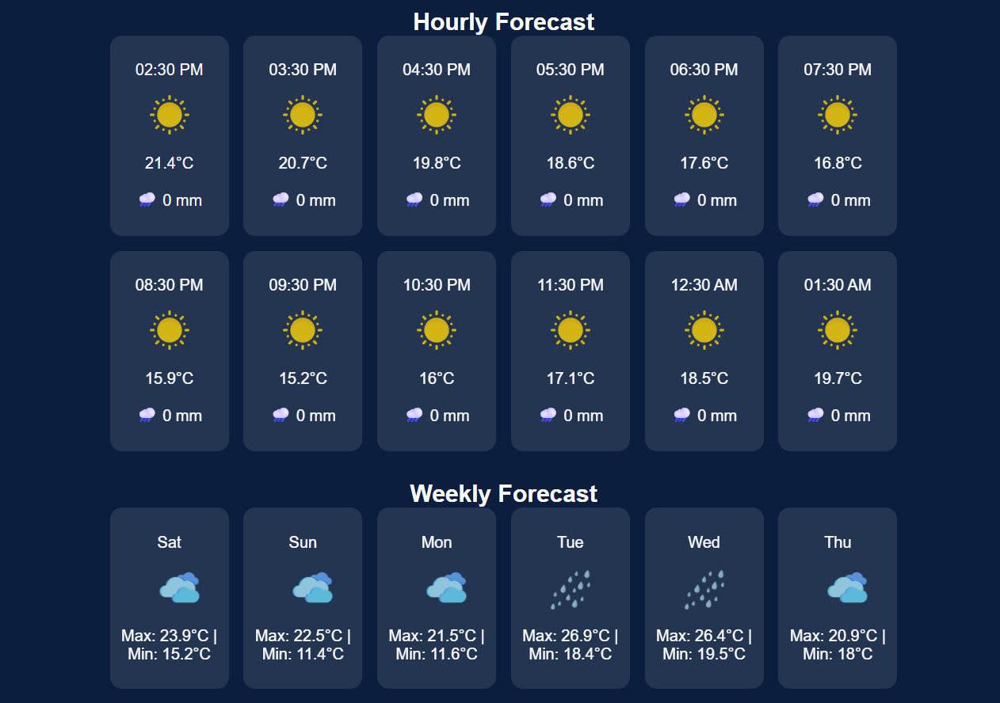 Hourly Forecast
02:30 PM
21.4°C
0 mm
03:30 PM
20.7°C
0 mm
04:30 PM
19.8°C
0 mm
05:30 PM
18.6°C
0 mm
06:30 PM
17.6°C
0 mm
07:30 PM
16.8°C
0 mm
08:30 PM
15.9°C
0 mm
09:30 PM
15.2°C
0 mm
10:30 PM
16°C
0 mm
11:30 PM
17.1°C
0 mm
12:30 AM
18.5°C
0 mm
01:30 AM
19.7°C
0 mm
Weekly Forecast
Sat
Max: 23.9°C |
Min: 15.2°C
Sun
Max: 22.5°C |
Min: 11.4°C
Mon
Max: 21.5°C |
Min: 11.6°C
Tue
Max: 26.9°C |
Min: 18.4°C
Wed
Max: 26.4°C |
Min: 19.5°C
Thu
Max: 20.9°C |
Min: 18°C